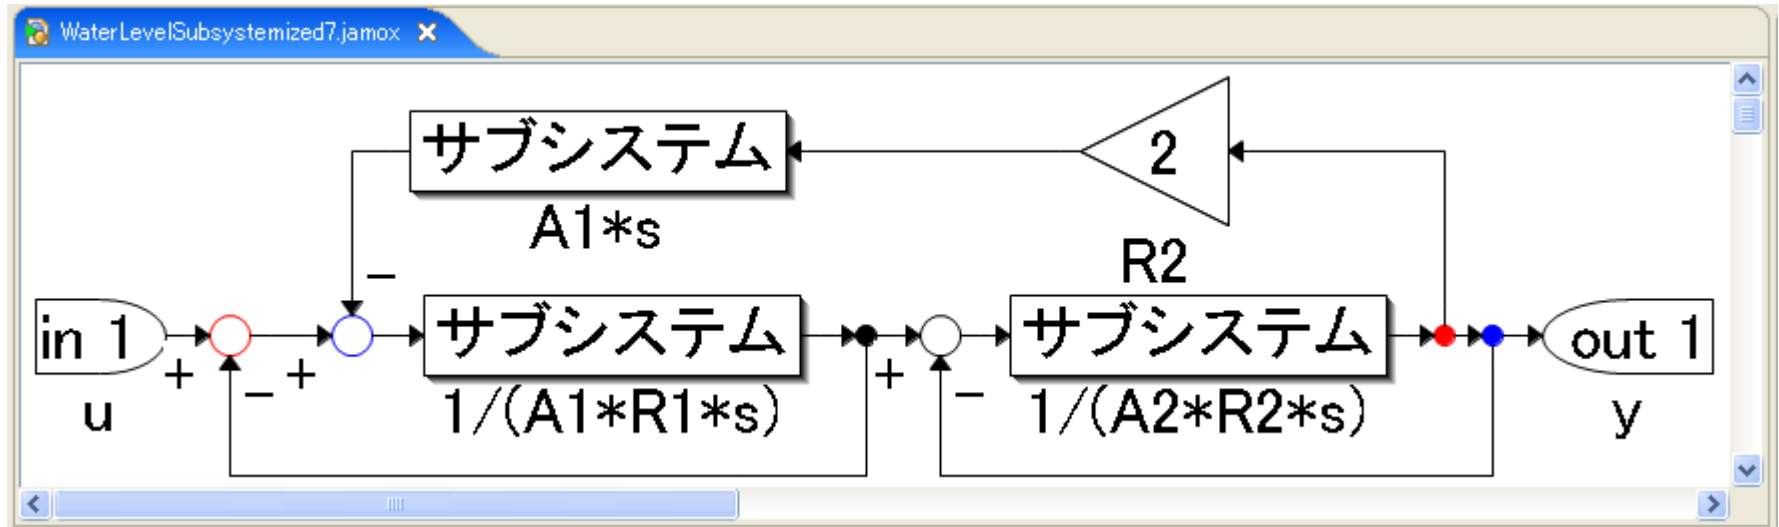 WaterLevelSubsystemized7.jamox
サブシステム
2
A1*s
R2
−
in 1
サブシステム
サブシステム
out 1
+
−
+
+
−
u
1/(A1*R1*s)
1/(A2*R2*s)
y